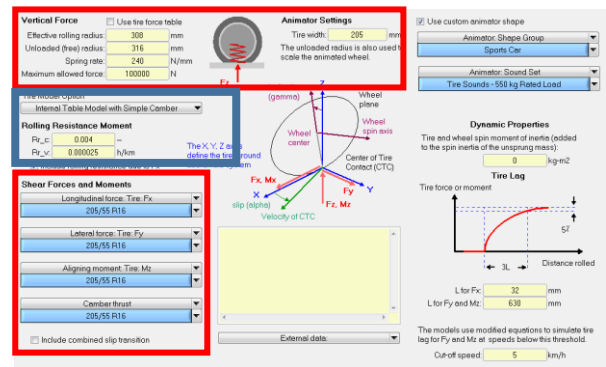 Vertical Force
Use tire force table
Effective rolling radius: 308 mm
Unloaded (free) radius: 316 mm
Spring rate: 240 N/mm
Maximum allowed force: 100000 N
Fz
Animator Settings
Tire width: 205 mm
The unloaded radius is also used t
scale the animated wheel.
Use custom animator shape
Animator: Shape Group
Sports Car
Animator: Sound Set
Tire Sounds - 550 kg Rated Load
Tire Model Option
Internal Table Model with Simple Camber
Rolling Resistance Moment
Rr_c: 0.004 --
Rr_v: 0.000025 h/km
The X, Y, Z axes
define the tire ground
Z
(gamma)
Wheel
plane
Wheel
spin axis
Wheel
center
Center of Tire
Contact (CTC)
Fx, Mx
X
Fy
Y
slip (alpha)
Fz, Mz
Velocity of CTC
Shear Forces and Moments
Longitudinal force: Tire: Fx
205/55 R16
Lateral force: Tire: Fy
205/55 R16
Aligning moment: Tire: Mz
205/55 R16
Camber thrust
205/55 R16
Include combined slip transition
External data:
Dynamic Properties
Tire and wheel spin moment of inertia (added
to the spin inertia of the unsprung mass):
0 kg-m2
Tire Lag
Tire force or moment
3L
Distance rolled
L for Fx: 32 mm
L for Fy and Mz: 630 mm
The models use modified equations to simulate tire
lag for Fy and Mz at speeds below this threshold.
Cut-off speed: 5 km/h